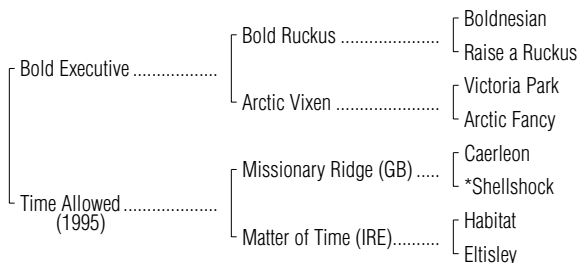 Boldnesian
Bold Ruckus ....................
Raise a Ruckus
Bold Executive .................
Victoria Park
Arctic Vixen .....................
Arctic Fancy
Caerleon
Missionary Ridge (GB) .....
*Shellshock
Time Allowed ...................
(1995)
Habitat
Matter of Time (IRE)..........
Eltisley